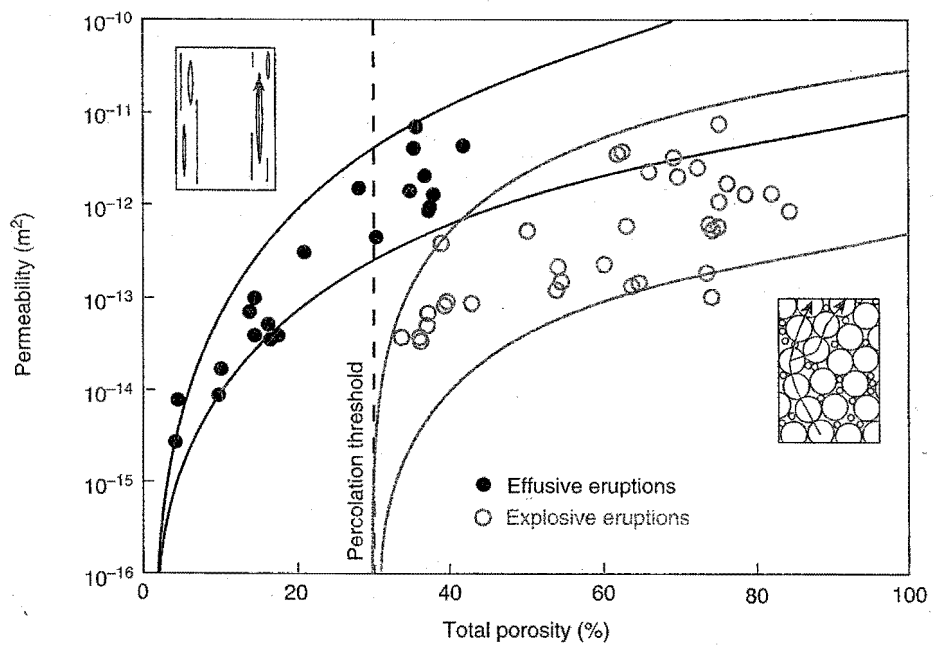 10⁻¹⁰
10⁻¹¹
10⁻¹²
10⁻¹³
10⁻¹⁴
10⁻¹⁵
10⁻¹⁶
Permeability (m²)
Percolation threshold
Effusive eruptions
Explosive eruptions
0 20 40 60 80 100
Total porosity (%)